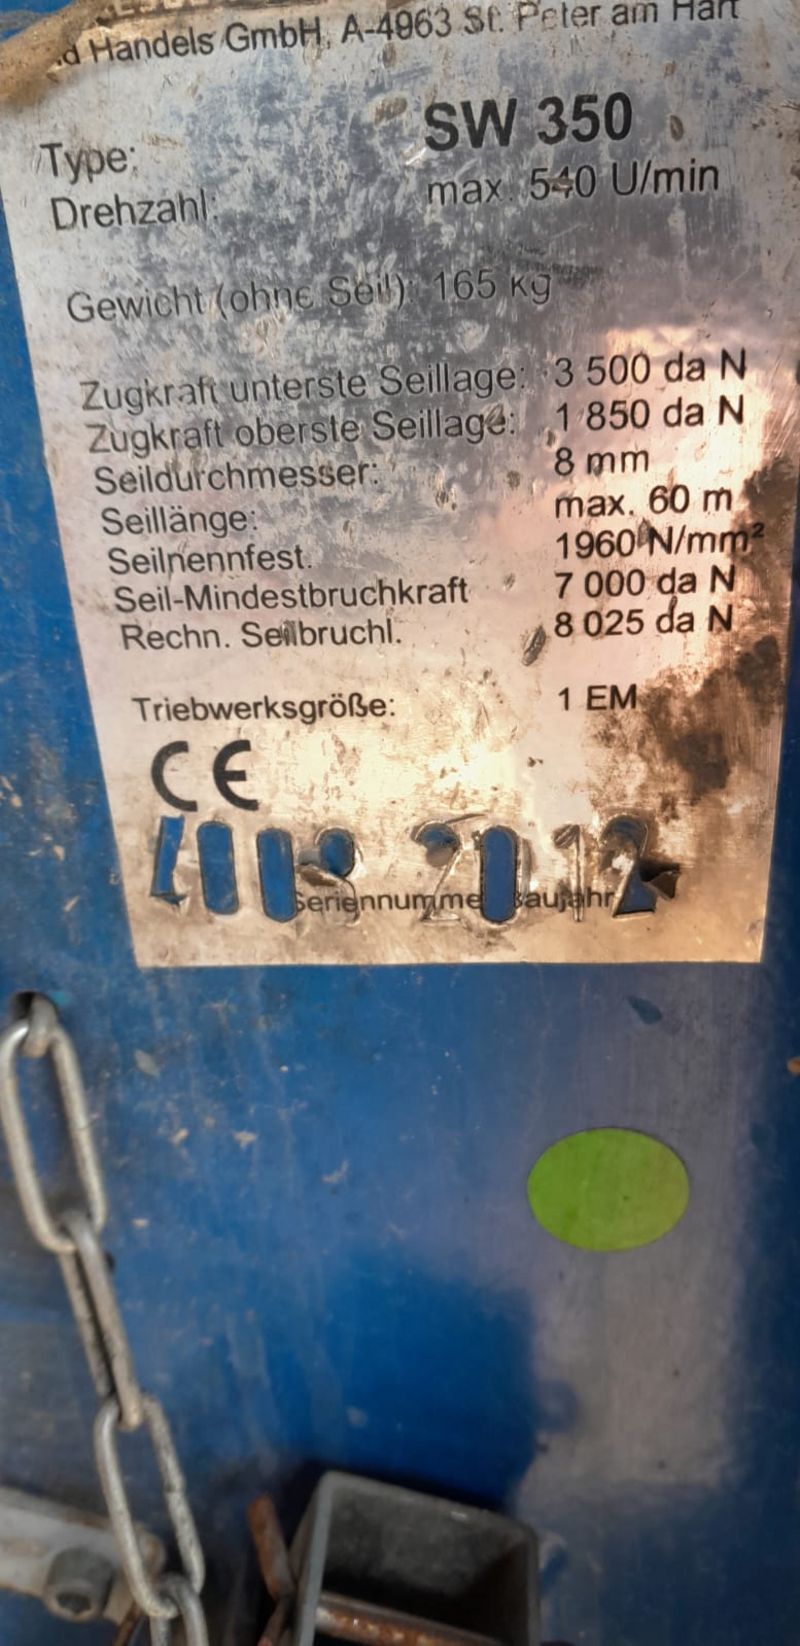 Handels GmbH, A-4963 St. Peter am Hart
Type: SW 350
Drehzahl: max. 540 U/min
Gewicht (ohne Seil): 165 kg
Zugkraft unterste Seillage: 3 500 da N
Zugkraft oberste Seillage: 1 850 da N
Seildurchmesser: 8 mm
Seillänge: max. 60 m
Seilnennfest. 1960 N/mm²
Seil-Mindestbruchkraft 7 000 da N
Rechn. Seilbruchl. 8 025 da N
Triebwerksgröße: 1 EM
CE
2012
Seriennummer Baujahr